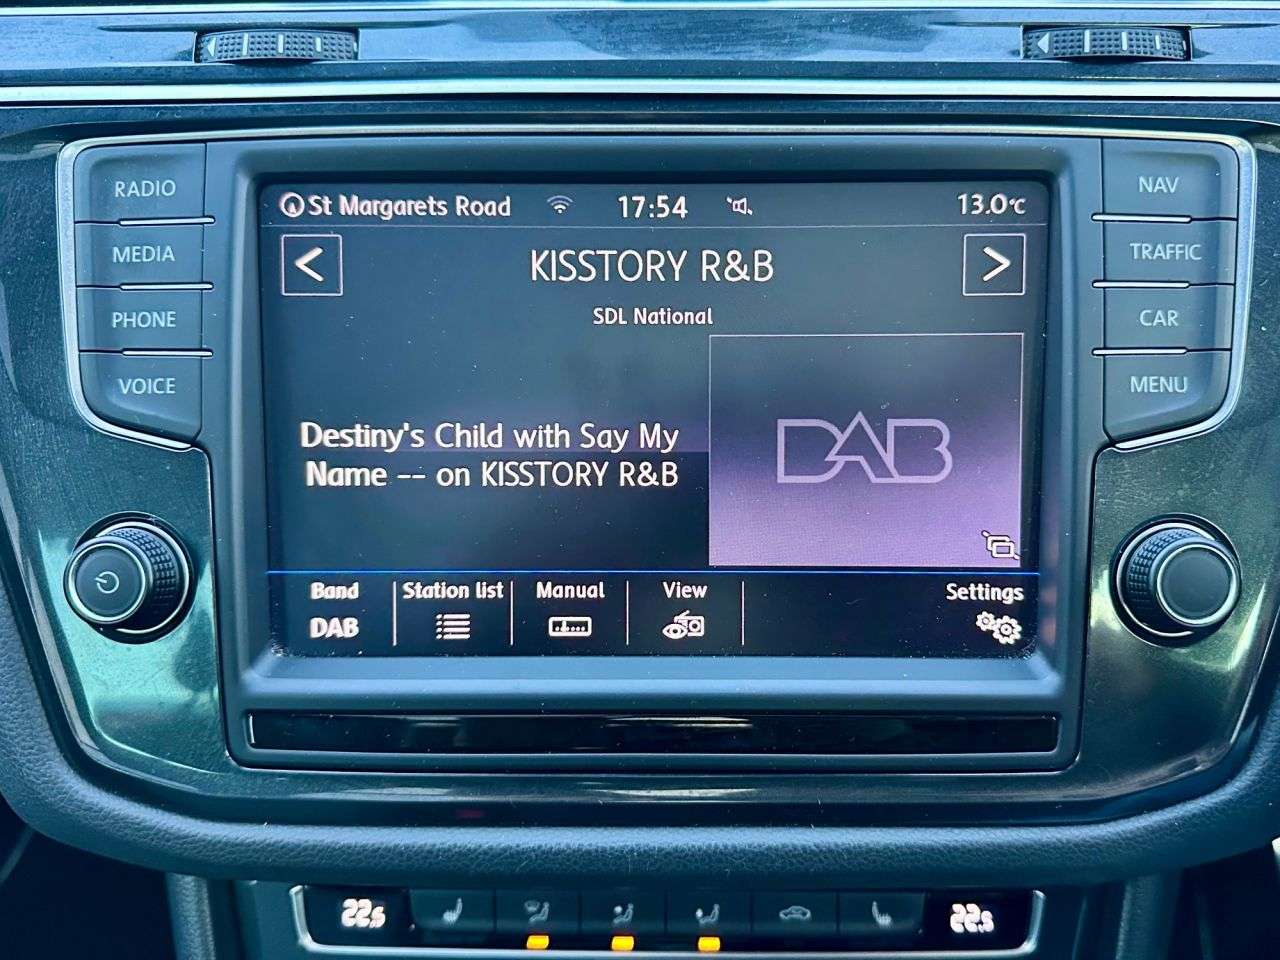 RADIO
MEDIA
PHONE
VOICE
St Margarets Road 17:54 13.0°C
KISSTORY R&B
SDL National
Destiny's Child with Say My
Name -- on KISSTORY R&B
DAB
Band Station list Manual View Settings
DAB
NAV
TRAFFIC
CAR
MENU
22.5 22.5